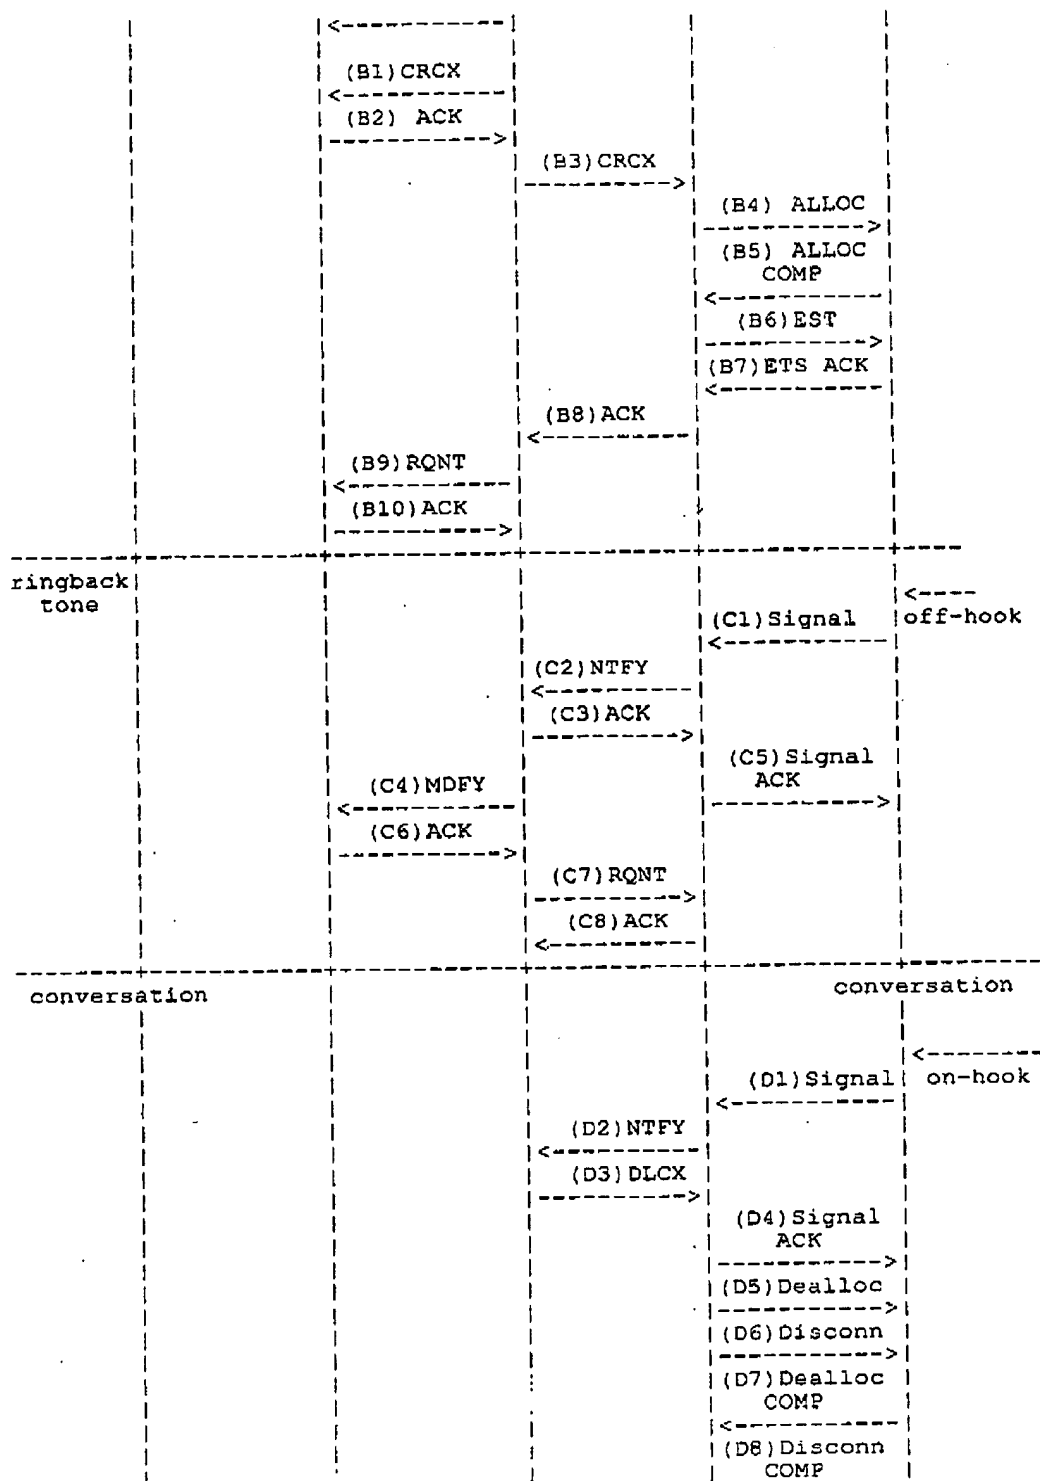 (B1)CRCX
(B2) ACK
(B3)CRCX
(B4) ALLOC
(B5) ALLOC
COMP
(B6)EST
(B7)ETS ACK
(B8)ACK
(B9)RQNT
(B10)ACK
ringback
tone
(C1)Signal
off-hook
(C2)NTFY
(C3)ACK
(C5)Signal
ACK
(C4)MDFY
(C6)ACK
(C7)RQNT
(C8)ACK
conversation
conversation
(D1)Signal
on-hook
(D2)NTFY
(D3)DLCX
(D4)Signal
ACK
(D5)Dealloc
(D6)Disconn
(D7)Dealloc
COMP
(D8)Disconn
COMP